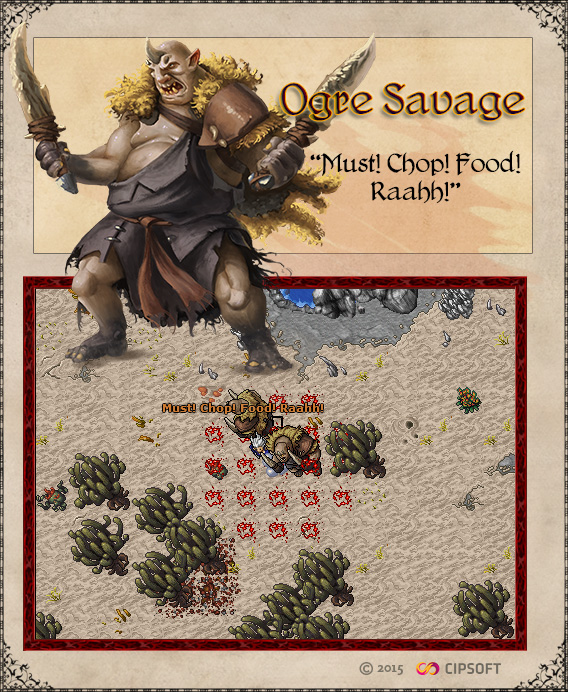 Ogre Savage
“Must! Chop! Food!
Raahh!”
Must! Chop! Food! Raahh!
© 2015 CIPSOFT